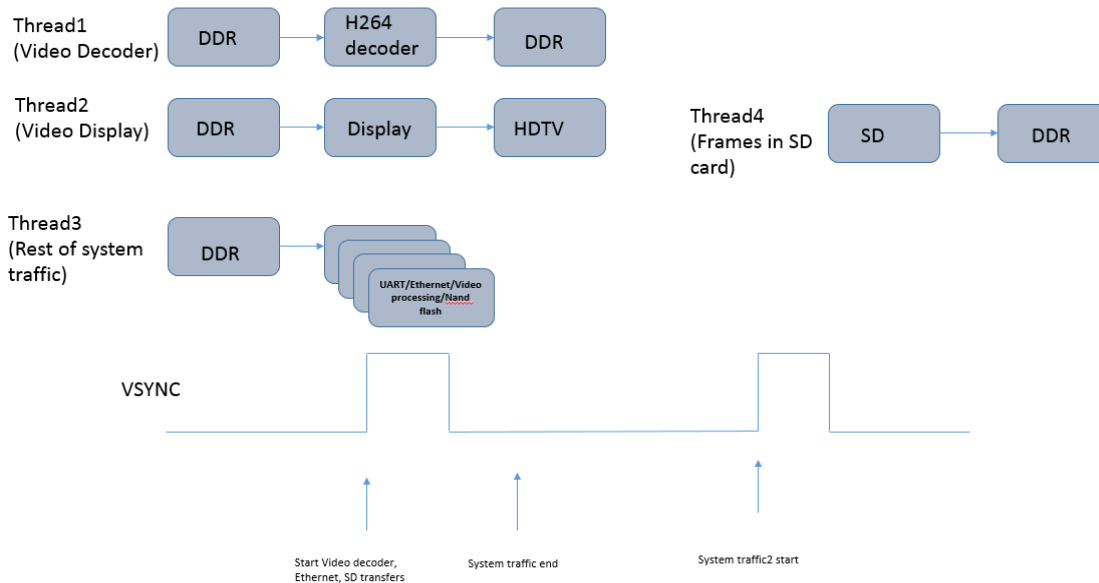 Thread1
(Video Decoder)
DDR
H264
decoder
DDR
Thread2
(Video Display)
DDR
Display
HDTV
Thread4
(Frames in SD
card)
SD
DDR
Thread3
(Rest of system
traffic)
DDR
UART/Ethernet/Video
processing/Nand
flash
VSYNC
Start Video decoder,
Ethernet, SD transfers
System traffic end
System traffic2 start